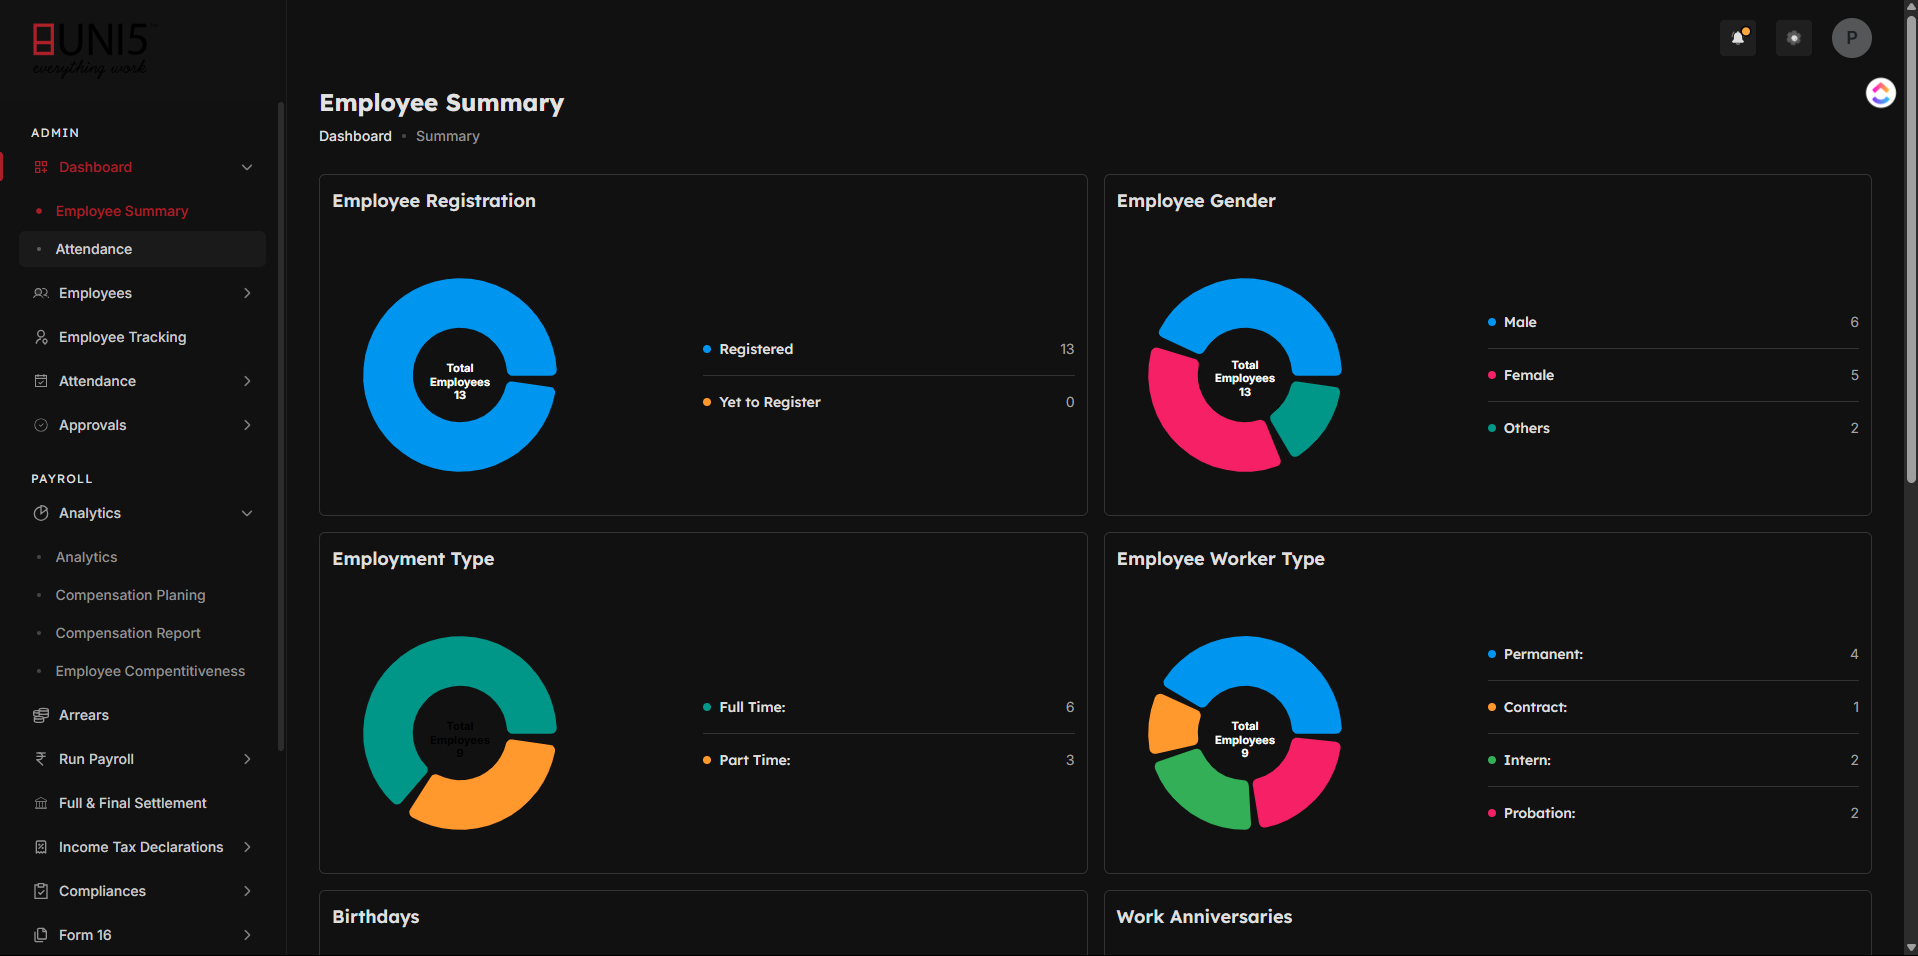 UNI5
everything work
ADMIN
Dashboard
Employee Summary
Attendance
Employees
Employee Tracking
Attendance
Approvals
PAYROLL
Analytics
Analytics
Compensation Planing
Compensation Report
Employee Compentitiveness
Arrears
Run Payroll
Full & Final Settlement
Income Tax Declarations
Compliances
Form 16
P
Employee Summary
Dashboard • Summary
Employee Registration
Total
Employees
13
Registered 13
Yet to Register 0
Employee Gender
Total
Employees
13
Male 6
Female 5
Others 2
Employment Type
Total
Employees
9
Full Time: 6
Part Time: 3
Employee Worker Type
Total
Employees
9
Permanent: 4
Contract: 1
Intern: 2
Probation: 2
Birthdays
Work Anniversaries